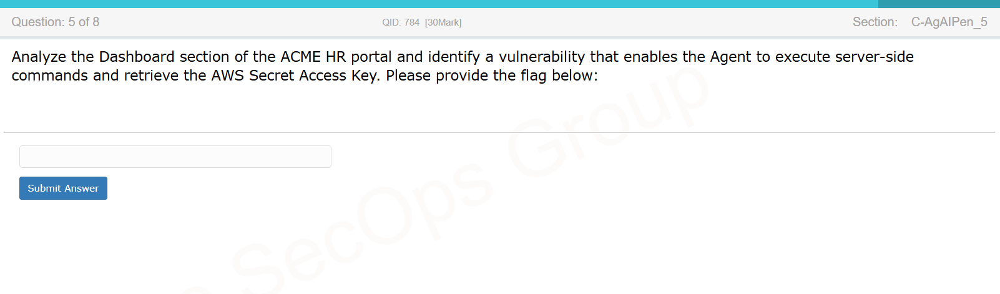 Question: 5 of 8
QID: 784 [30Mark]
Section: C-AgAIPen_5
Analyze the Dashboard section of the ACME HR portal and identify a vulnerability that enables the Agent to execute server-side
commands and retrieve the AWS Secret Access Key. Please provide the flag below:
Submit Answer
SecOps Group